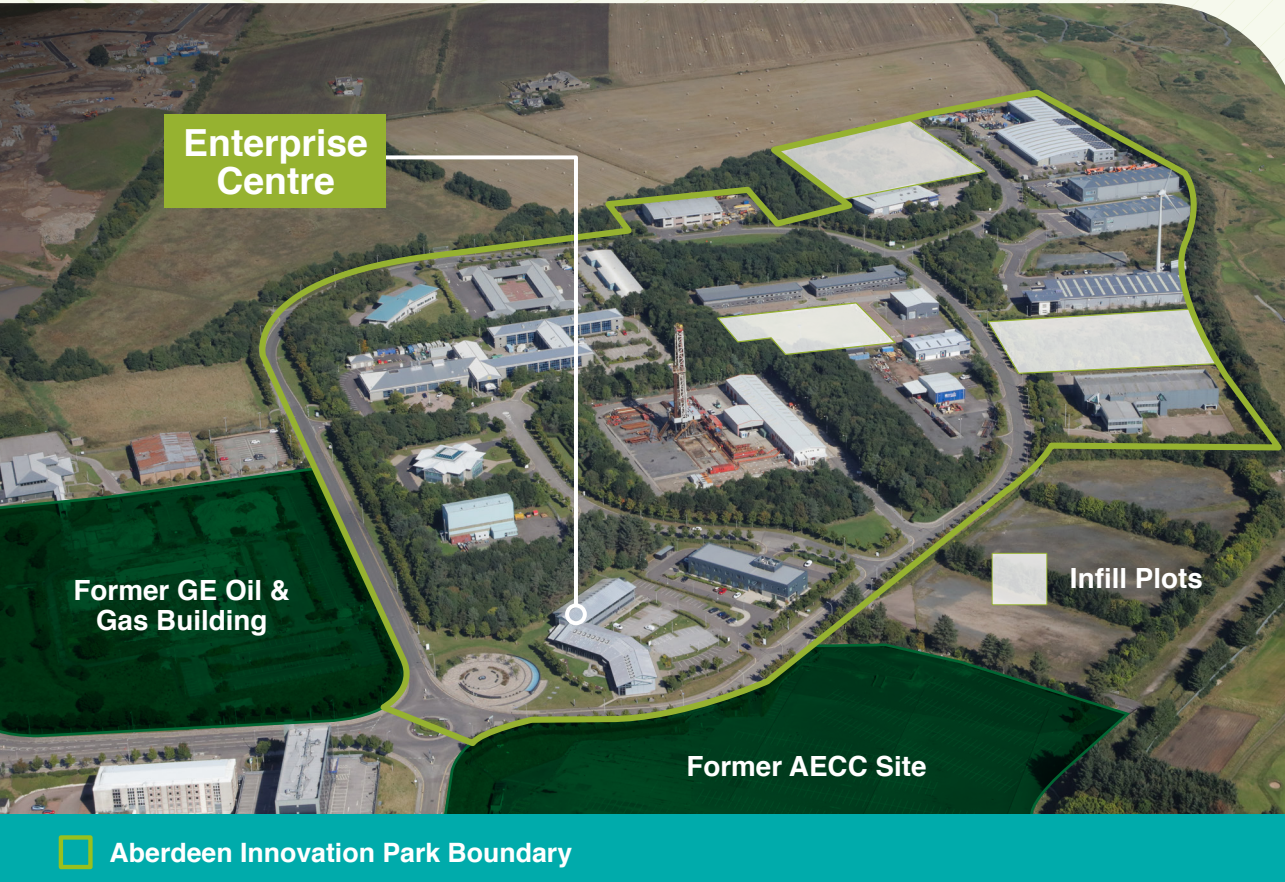 Enterprise
Centre
Former GE Oil &
Gas Building
Infill Plots
Former AECC Site
Aberdeen Innovation Park Boundary